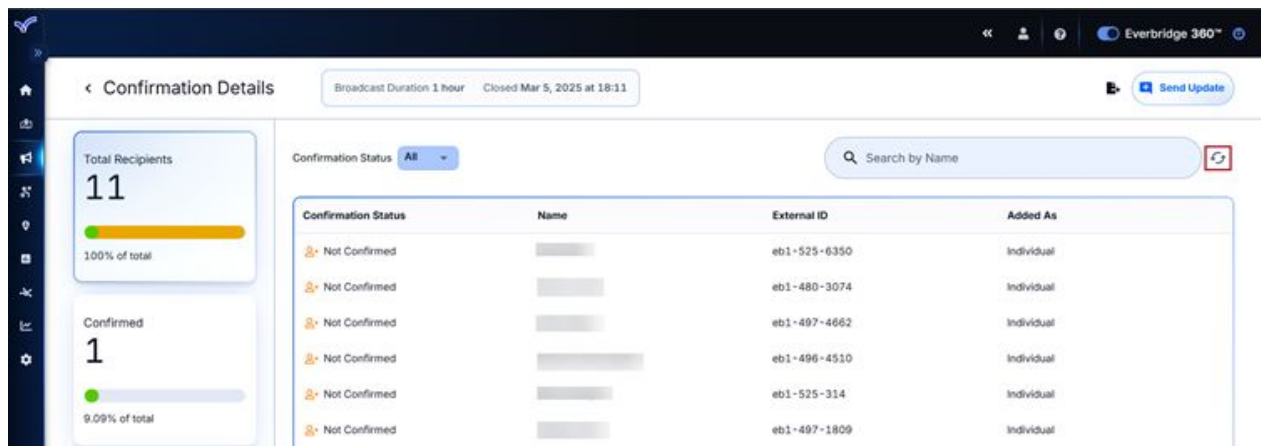 Everbridge 360™
Confirmation Details
Broadcast Duration 1 hour Closed Mar 5, 2025 at 18:11
Send Update
Total Recipients
11
100% of total
Confirmed
1
9.09% of total
Confirmation Status All
Search by Name
Confirmation Status Name External ID Added As
Not Confirmed eb1-525-6350 Individual
Not Confirmed eb1-480-3074 Individual
Not Confirmed eb1-497-4662 Individual
Not Confirmed eb1-496-4510 Individual
Not Confirmed eb1-525-314 Individual
Not Confirmed eb1-497-1809 Individual